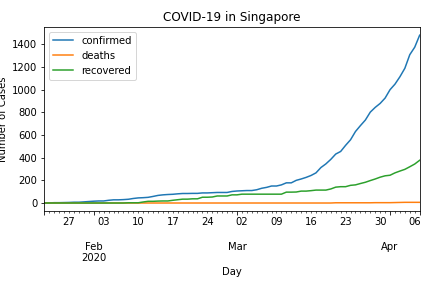 COVID-19 in Singapore
confirmed
deaths
recovered
1400
1200
1000
800
600
400
200
0
Number of Cases
27 03 10 17 24 02 09 16 23 30 06
Feb Mar Apr
2020
Day